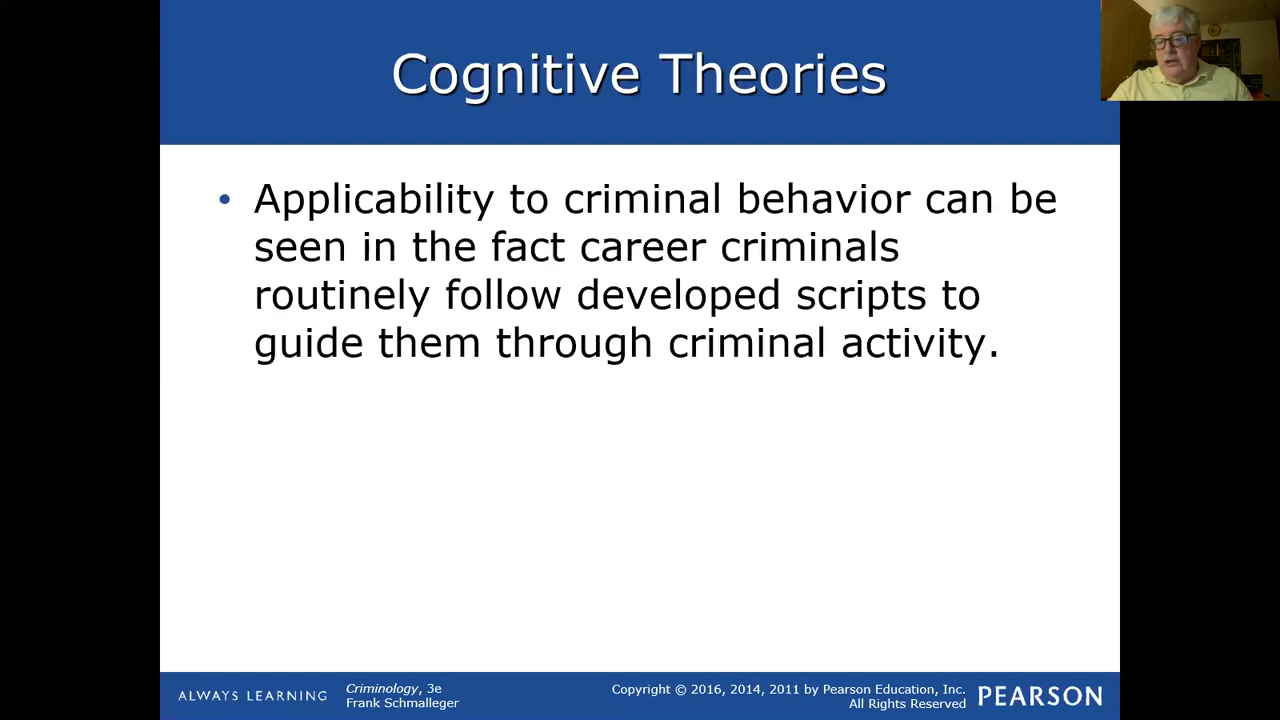 Cognitive Theories
• Applicability to criminal behavior can be
seen in the fact career criminals
routinely follow developed scripts to
guide them through criminal activity.
ALWAYS LEARNING
Criminology, 3e
Frank Schmalleger
Copyright © 2016, 2014, 2011 by Pearson Education, Inc.
All Rights Reserved
PEARSON